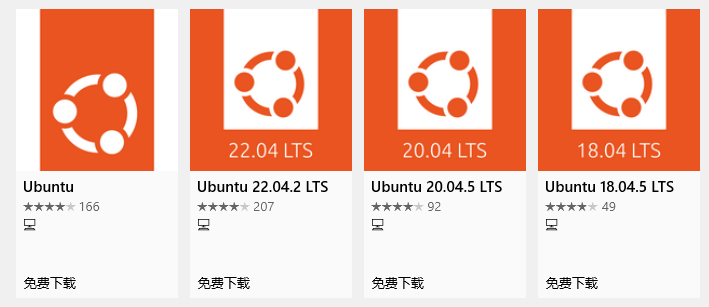 22.04 LTS
20.04 LTS
18.04 LTS
Ubuntu
Ubuntu 22.04.2 LTS
Ubuntu 20.04.5 LTS
Ubuntu 18.04.5 LTS
166
207
92
49
免费下载
免费下载
免费下载
免费下载